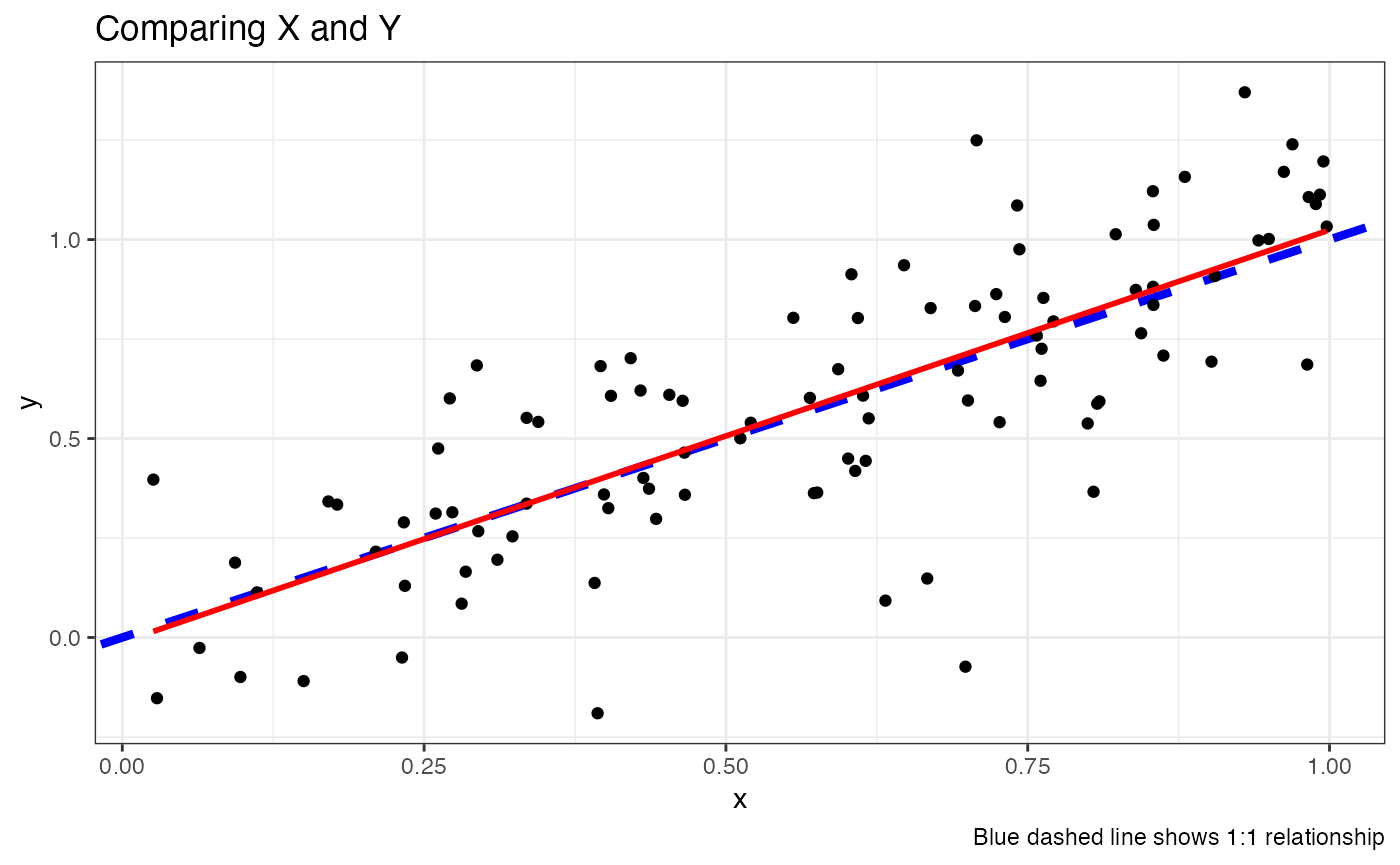 Comparing X and Y
1.0
0.5
0.0
y
0.00 0.25 0.50 0.75 1.00
x
Blue dashed line shows 1:1 relationship